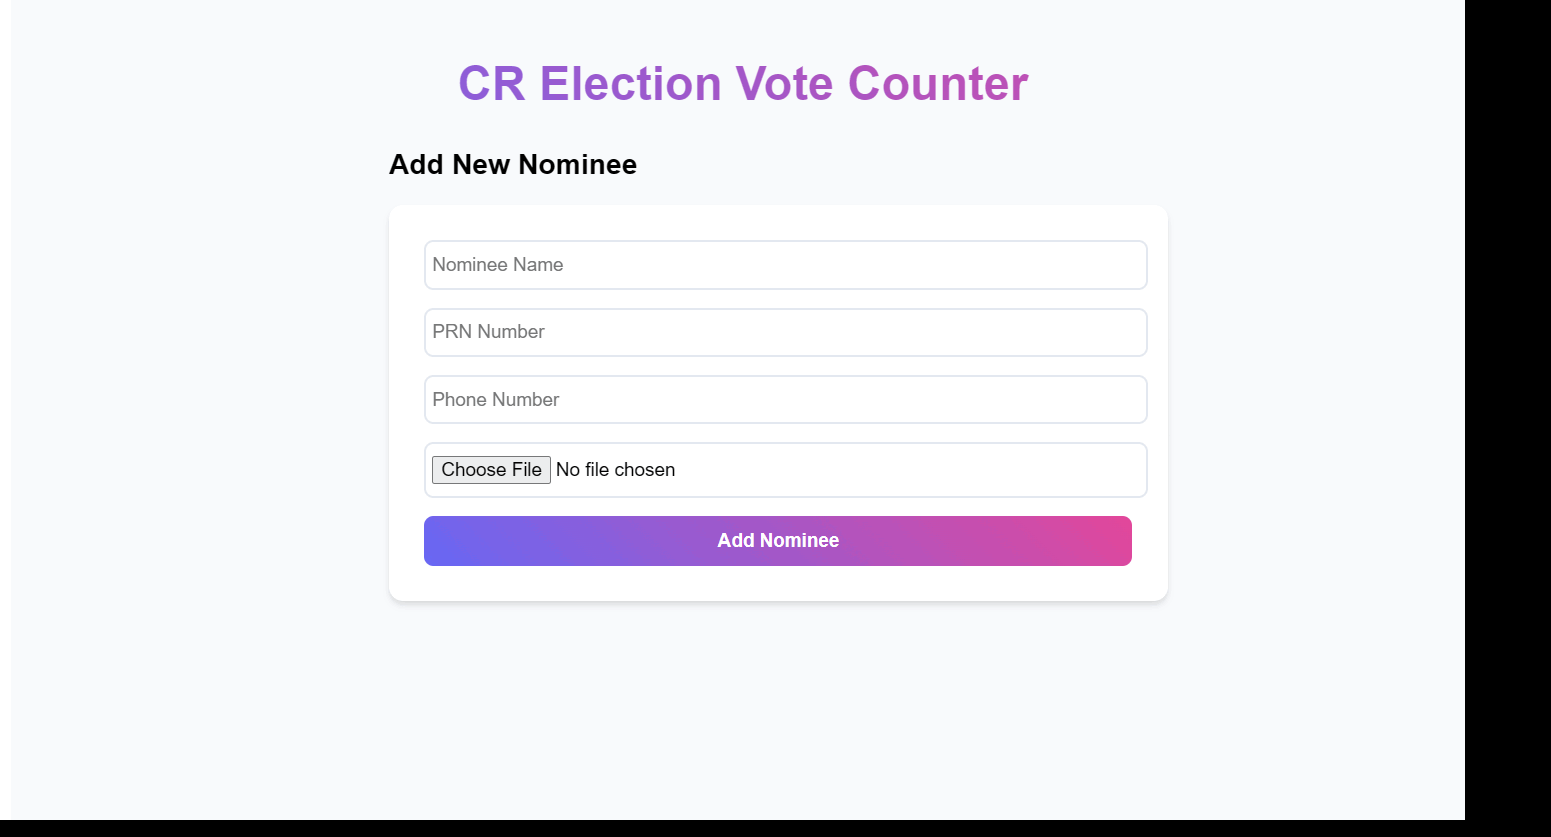 CR Election Vote Counter
Add New Nominee
Nominee Name
PRN Number
Phone Number
Choose File No file chosen
Add Nominee